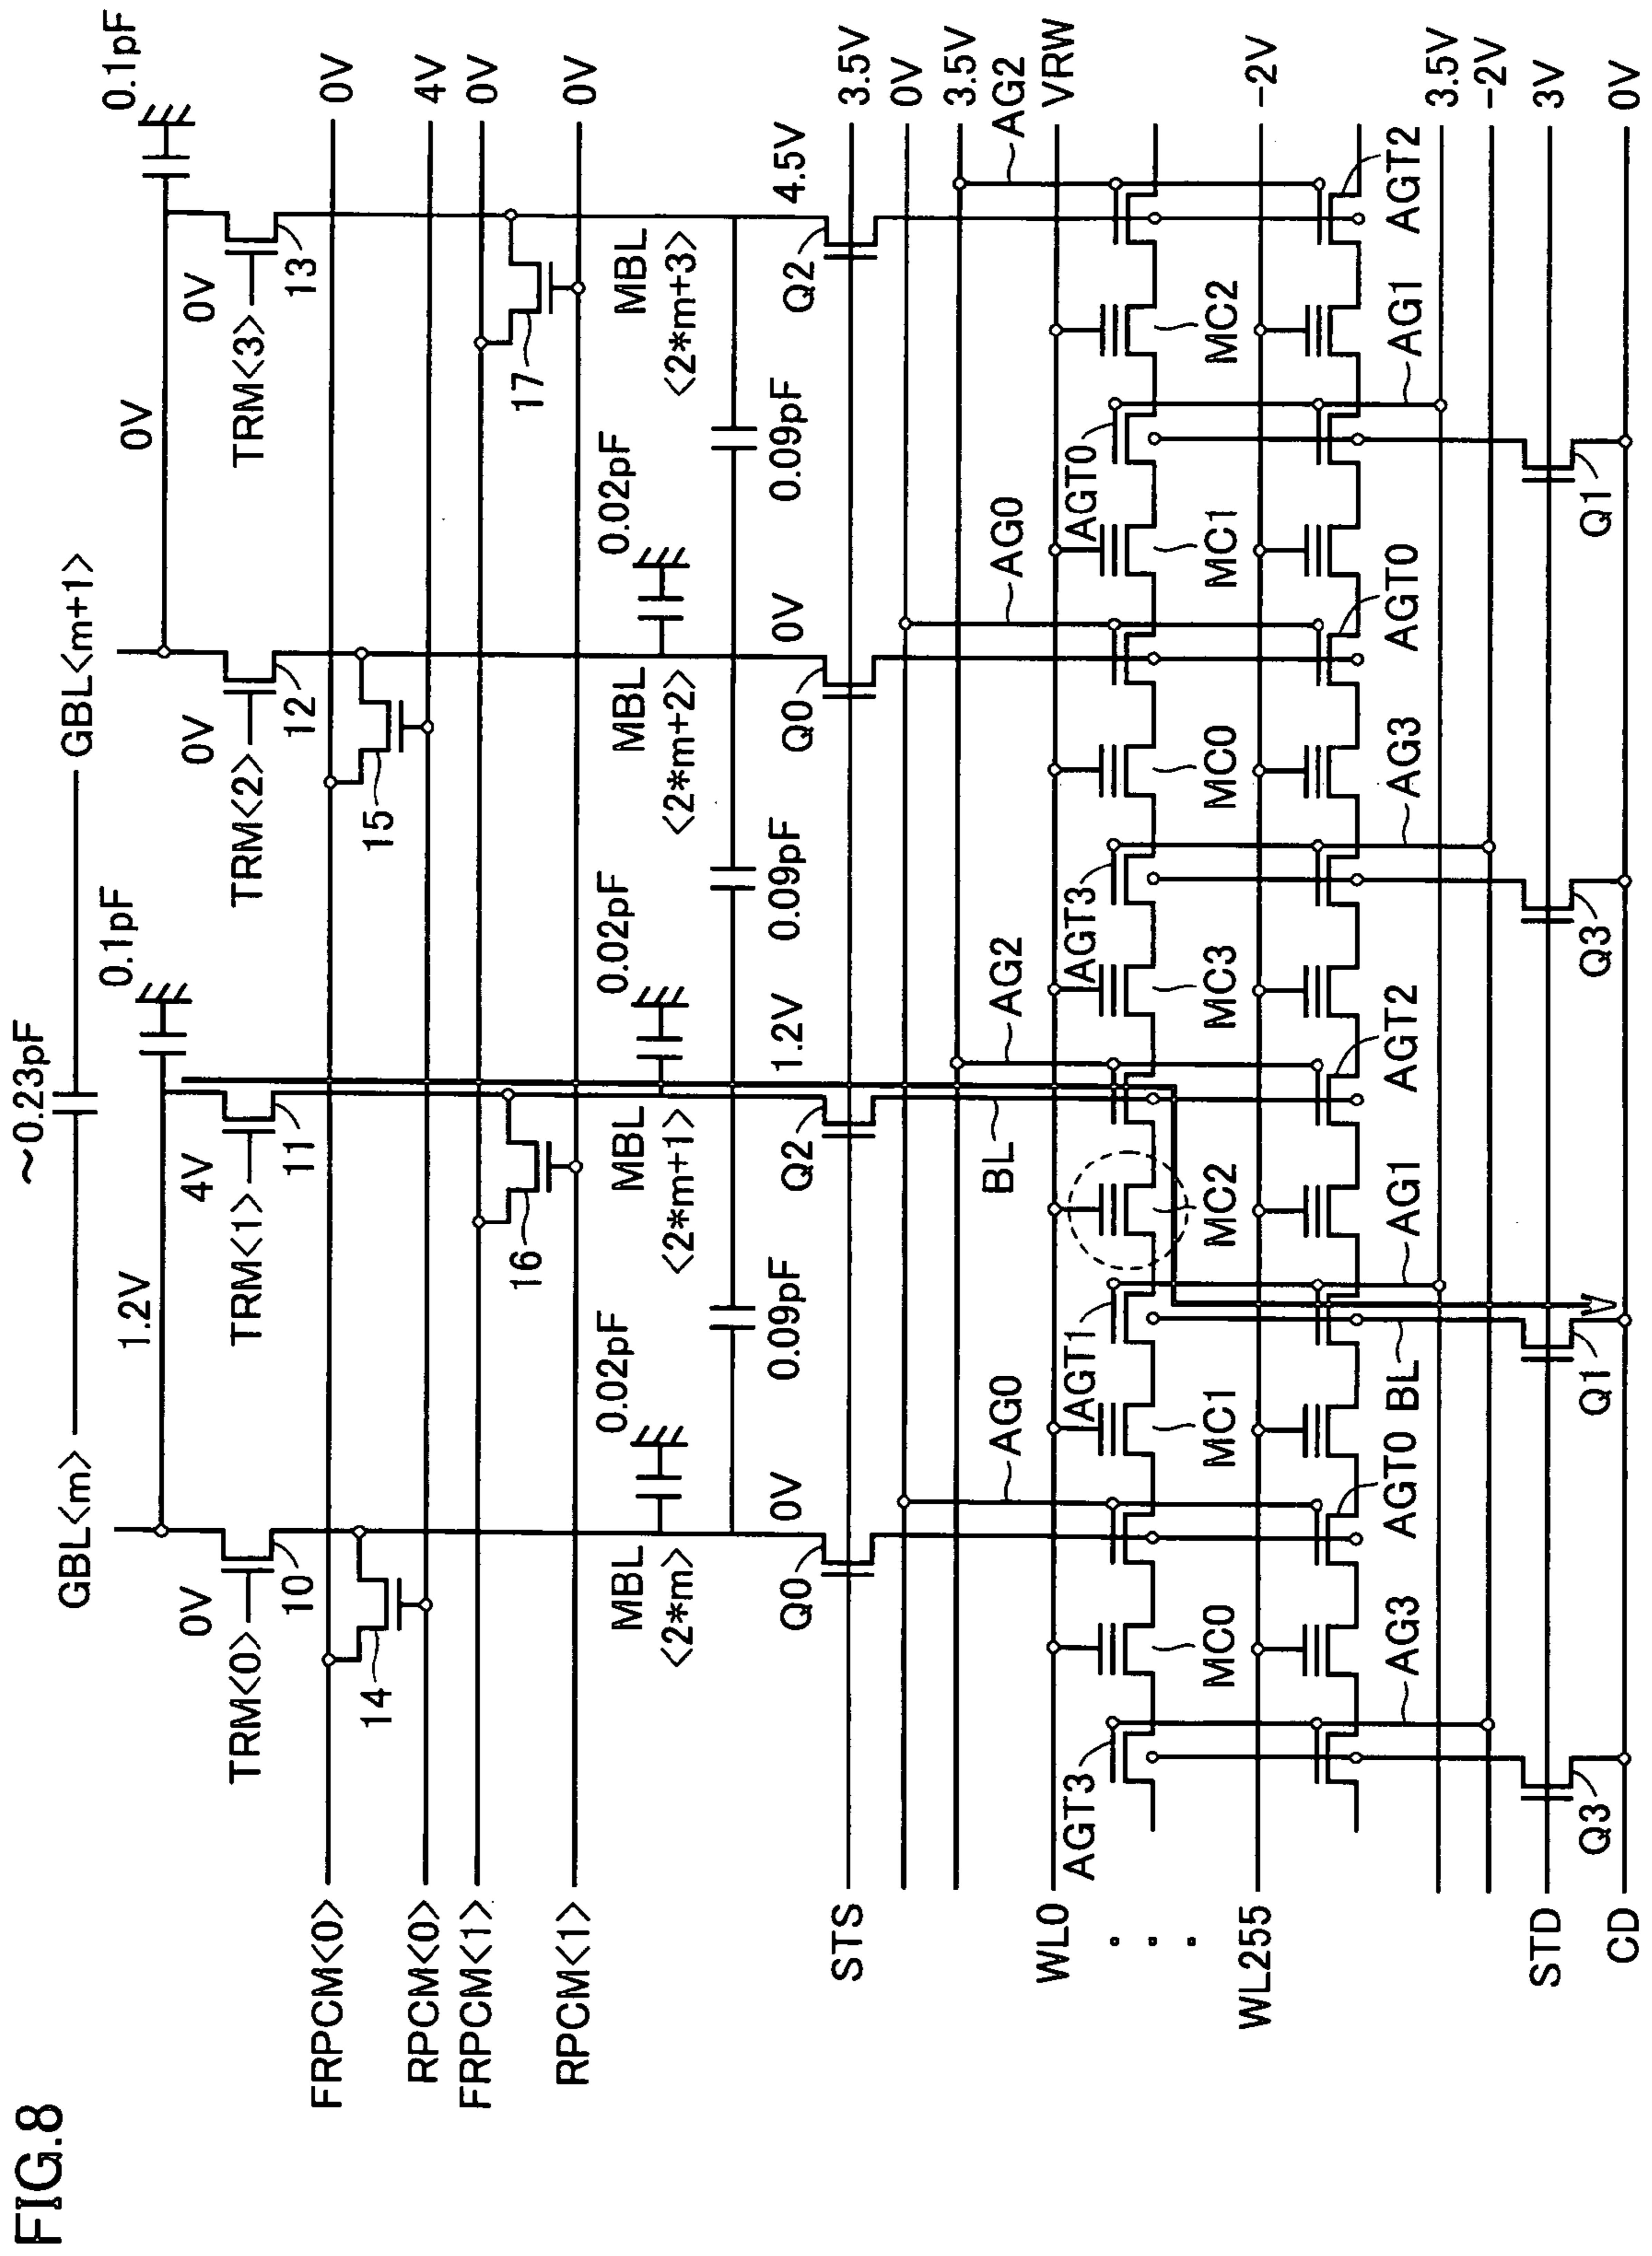 FIG.8
~0.23pF
GBL<m>
GBL<m+1>
0.1pF
0.1pF
1.2V
0V
0V
4V
0V
0V
TRM<0>
TRM<1>
TRM<2>
TRM<3>
10
11
12
13
FRPCM<0>
0V
14
15
RPCM<0>
4V
FRPCM<1>
0V
16
17
RPCM<1>
0V
0.02pF
0.02pF
0.02pF
MBL
<2*m>
MBL
<2*m+1>
MBL
<2*m+2>
MBL
<2*m+3>
0.09pF
0.09pF
0.09pF
0V
1.2V
0V
4.5V
Q0
Q2
Q0
Q2
STS
3.5V
0V
3.5V
AG0
BL
AG2
AG0
AG2
WL0
VRW
AGT3
AGT1
AGT3
AGT0
MC0
MC1
MC2
MC3
MC0
MC1
MC2
WL255
-2V
AG3
AGT0
BL
AG1
AGT2
AG3
AGT0
AG1
AGT2
3.5V
-2V
STD
3V
Q3
Q1
Q3
Q1
CD
0V